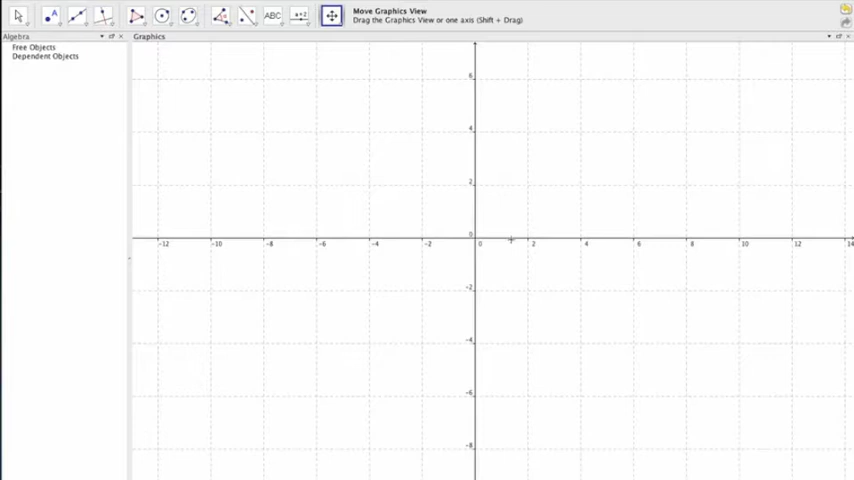 A
ABC
a=2
Move Graphics View
Drag the Graphics View or one axis (Shift + Drag)
Algebra
Graphics
Free Objects
Dependent Objects
6
4
2
0
-12 -10 -8 -6 -4 -2 0 2 4 6 8 10 12 14
-2
-4
-6
-8